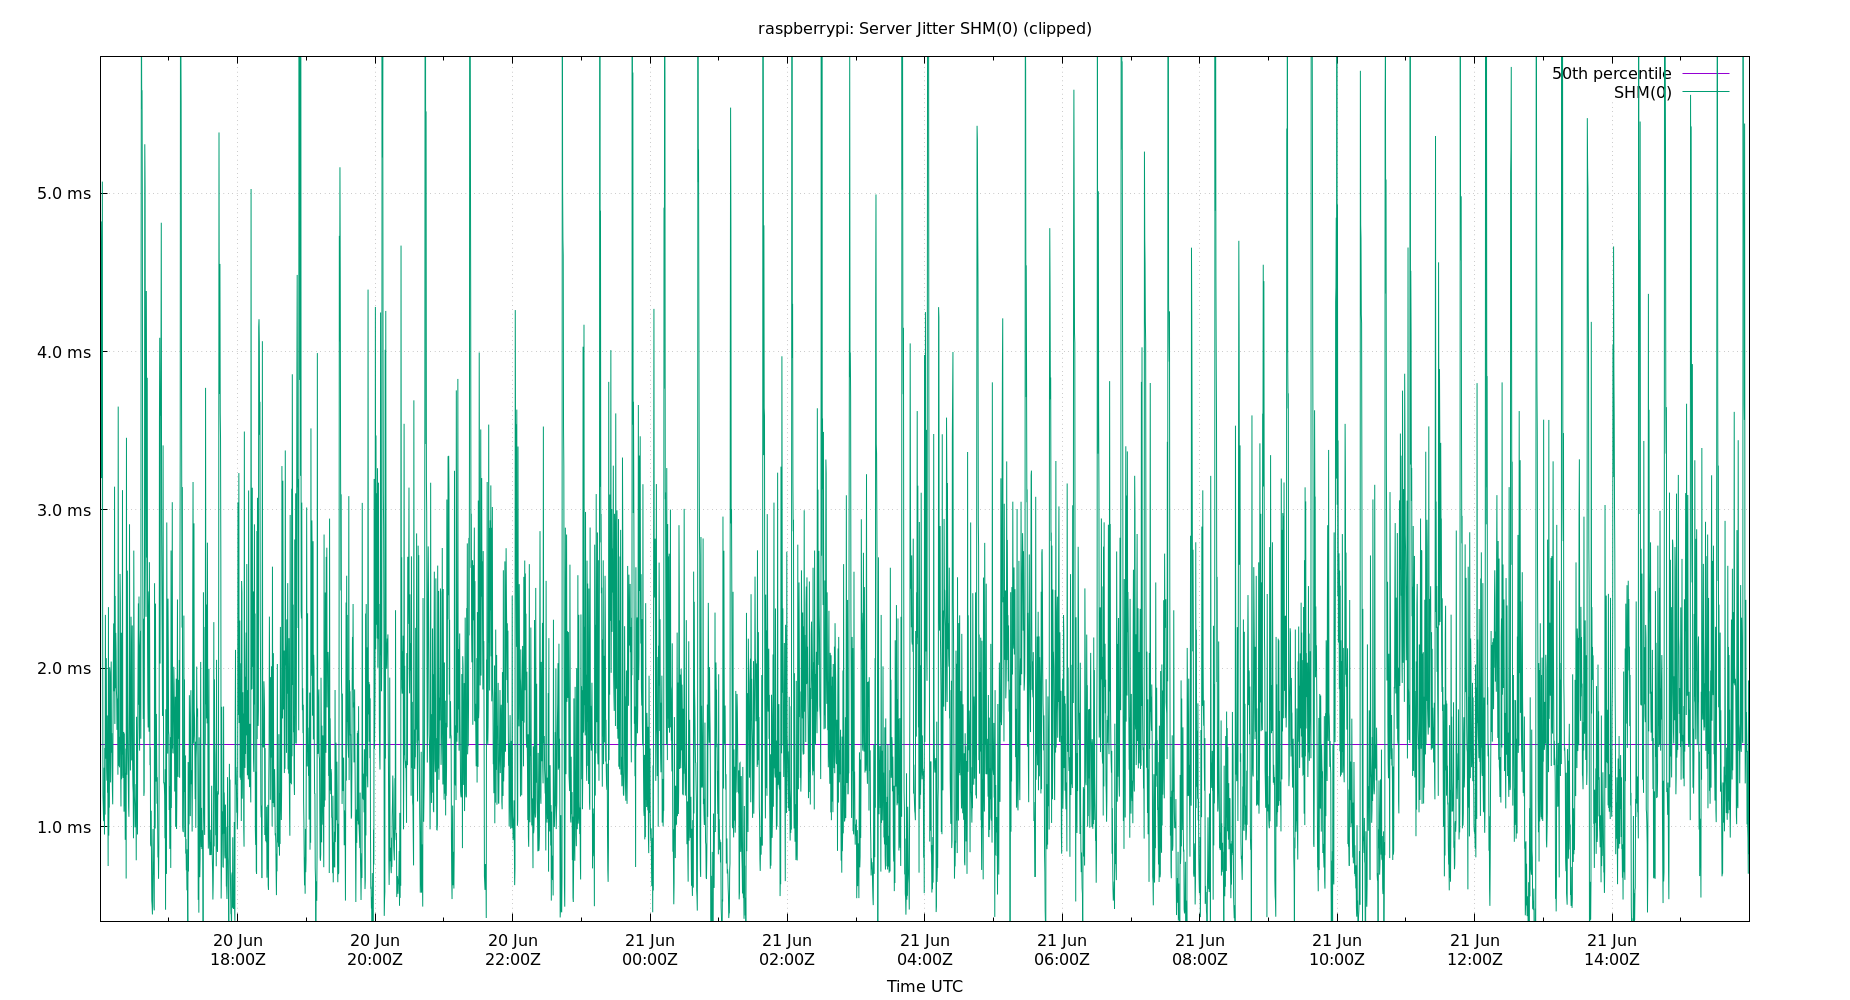 raspberrypi: Server Jitter SHM(0) (clipped)
50th percentile
SHM(0)
5.0 ms
4.0 ms
3.0 ms
2.0 ms
1.0 ms
20 Jun 18:00Z
20 Jun 20:00Z
20 Jun 22:00Z
21 Jun 00:00Z
21 Jun 02:00Z
21 Jun 04:00Z
21 Jun 06:00Z
21 Jun 08:00Z
21 Jun 10:00Z
21 Jun 12:00Z
21 Jun 14:00Z
Time UTC